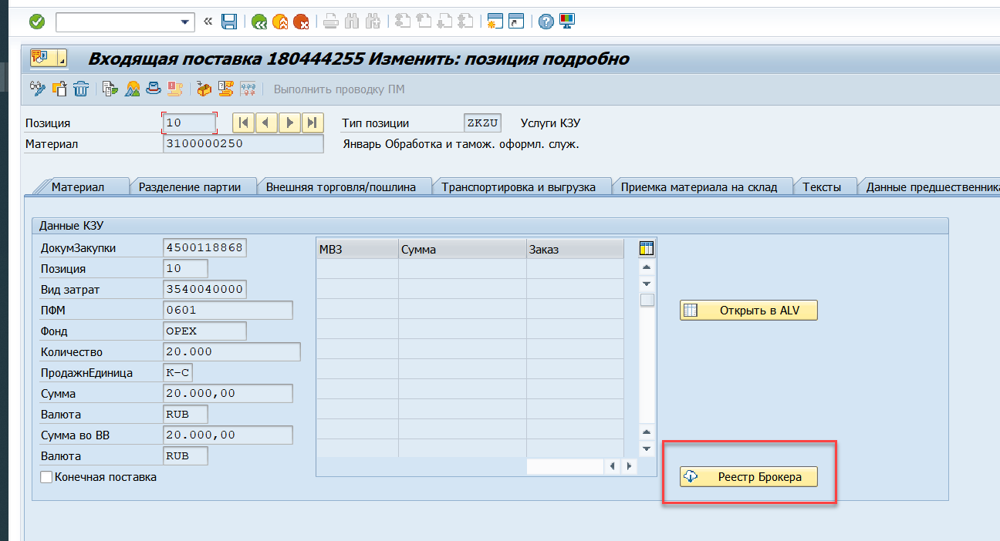 Входящая поставка 180444255 Изменить: позиция подробно
Выполнить проводку ПМ
Позиция 10 Тип позиции ZKZU Услуги КЗУ
Материал 3100000250 Январь Обработка и тамож. оформл. служ.
Материал Разделение партии Внешняя торговля/пошлина Транспортировка и выгрузка Приемка материала на склад Тексты Данные предшественника
Данные КЗУ
ДокумЗакупки 4500118868 МВЗ Сумма Заказ
Позиция 10
Вид затрат 3540040000
ПФМ 0601 Открыть в ALV
Фонд OPEX
Количество 20.000
ПродажнЕдиница К-С
Сумма 20.000,00
Валюта RUB
Сумма во ВВ 20.000,00
Валюта RUB
Конечная поставка Реестр Брокера